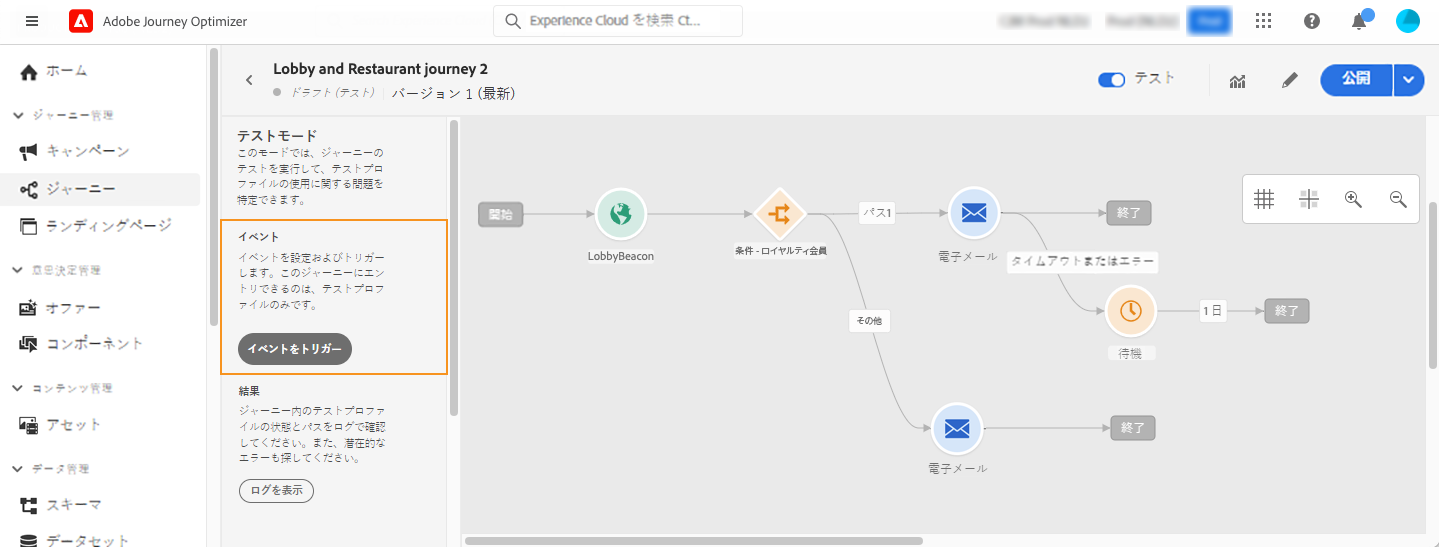 Adobe Journey Optimizer
Experience Cloud を検索 Ct...
ホーム
ジャーニー管理
キャンペーン
ジャーニー
ランディングページ
意思決定管理
オファー
コンポーネント
コンテンツ管理
アセット
データ管理
スキーマ
データセット
Lobby and Restaurant journey 2
ドラフト (テスト)
バージョン 1 (最新)
テスト
公開
テストモード
このモードでは、ジャーニーの
テストを実行して、テストプロ
ファイルの使用に関する問題を
特定できます。
イベント
イベントを設定およびトリガー
します。このジャーニーにエン
トリできるのは、テストプロフ
ァイルのみです。
イベントをトリガー
結果
ジャーニー内のテストプロファ
イルの状態とパスをログで確認
してください。また、潜在的な
エラーも探してください。
ログを表示
開始
LobbyBeacon
条件 - ロイヤルティ会員
パス1
電子メール
終了
タイムアウトまたはエラー
待機
1 日
終了
その他
電子メール
終了